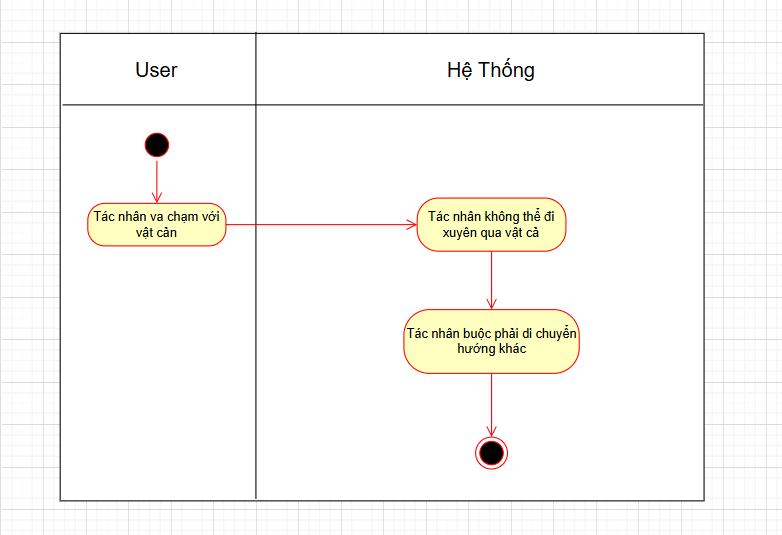 User
Hệ Thống
Tác nhân va chạm với
vật cản
Tác nhân không thể đi
xuyên qua vật cả
Tác nhân buộc phải di chuyển
hướng khác